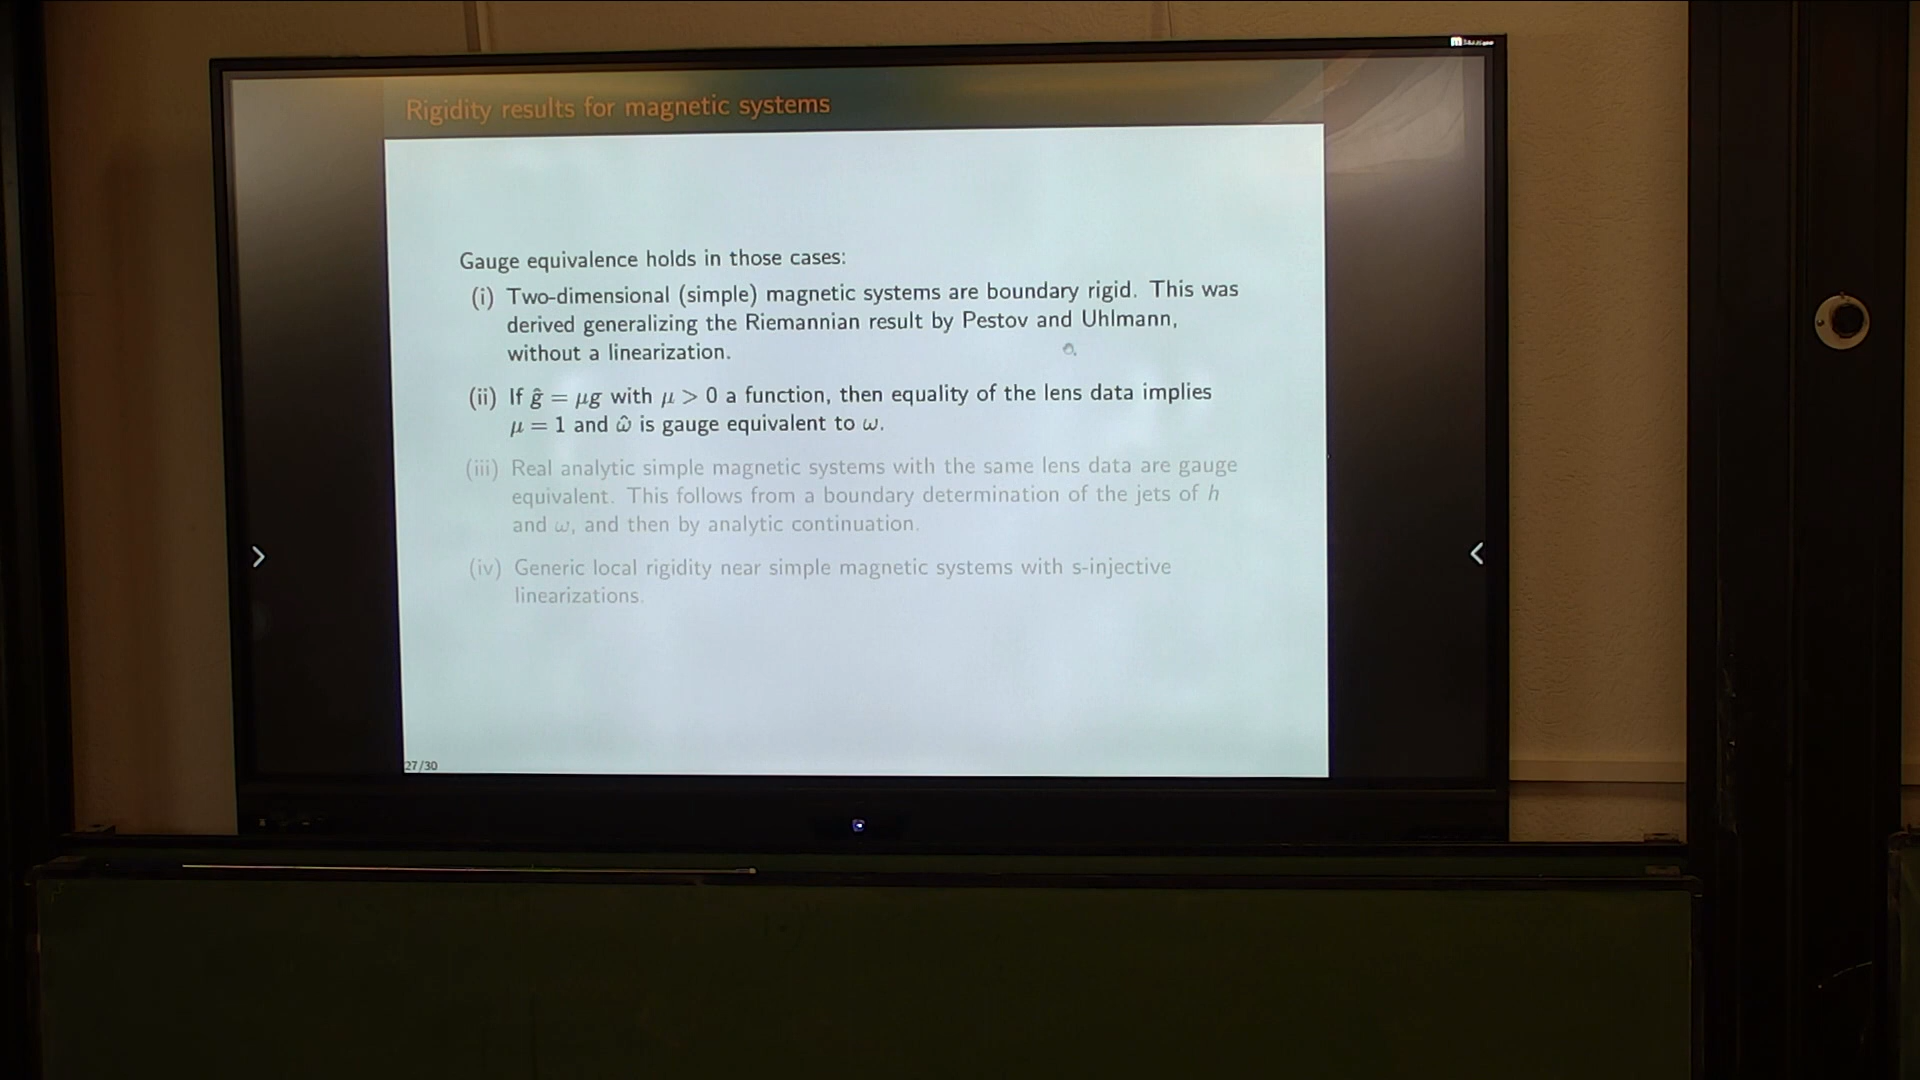 Rigidity results for magnetic systems
Gauge equivalence holds in those cases:
(i) Two-dimensional (simple) magnetic systems are boundary rigid. This was
derived generalizing the Riemannian result by Pestov and Uhlmann,
without a linearization.
(ii) If ĝ = μg with μ > 0 a function, then equality of the lens data implies
μ = 1 and ω̂ is gauge equivalent to ω.
(iii) Real analytic simple magnetic systems with the same lens data are gauge
equivalent. This follows from a boundary determination of the jets of h
and ω, and then by analytic continuation.
(iv) Generic local rigidity near simple magnetic systems with s-injective
linearizations.
27/30